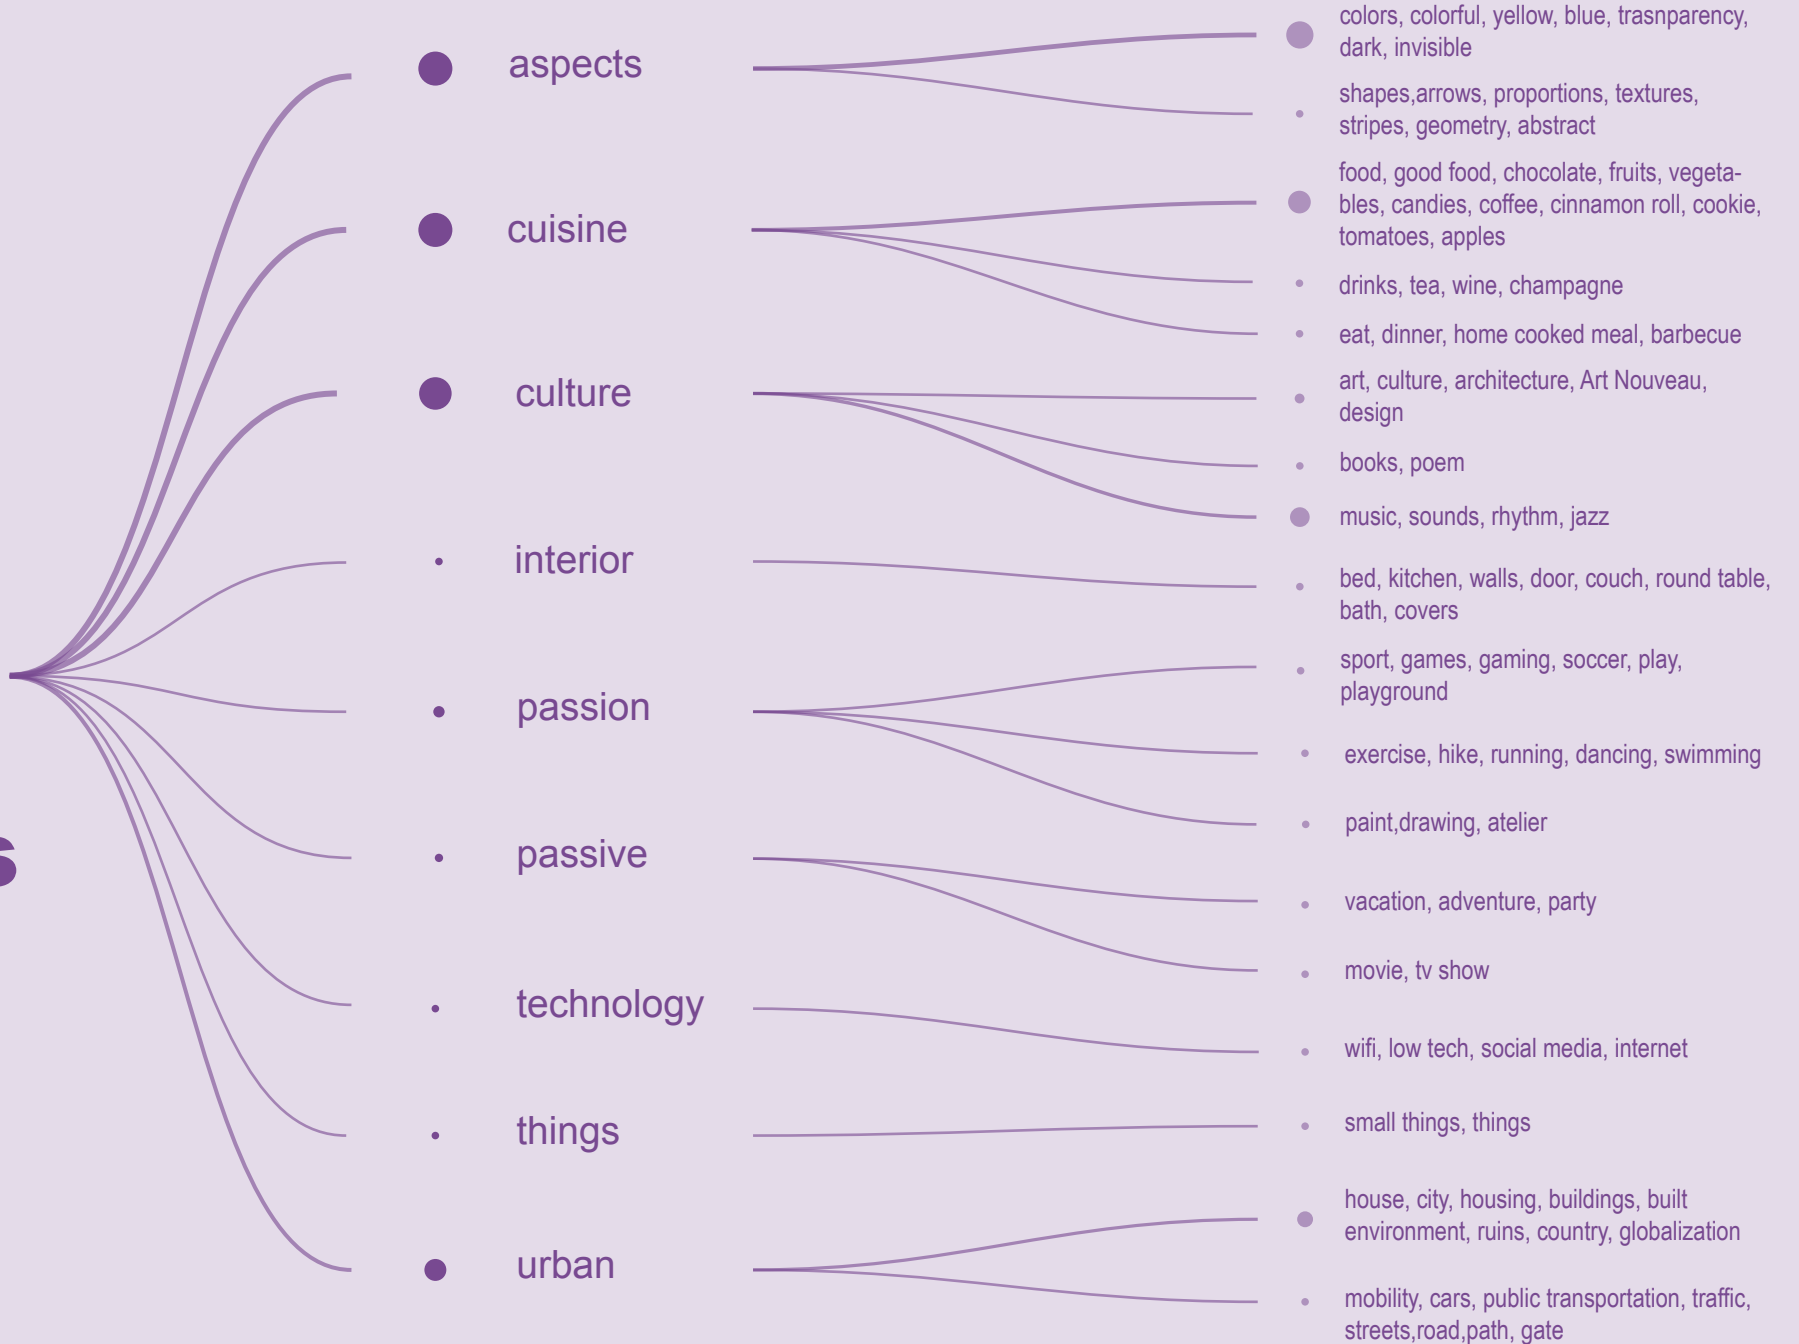 aspects
colors, colorful, yellow, blue, trasnparency,
dark, invisible
shapes,arrows, proportions, textures,
stripes, geometry, abstract
cuisine
food, good food, chocolate, fruits, vegeta-
bles, candies, coffee, cinnamon roll, cookie,
tomatoes, apples
drinks, tea, wine, champagne
eat, dinner, home cooked meal, barbecue
culture
art, culture, architecture, Art Nouveau,
design
books, poem
music, sounds, rhythm, jazz
interior
bed, kitchen, walls, door, couch, round table,
bath, covers
passion
sport, games, gaming, soccer, play,
playground
exercise, hike, running, dancing, swimming
paint,drawing, atelier
s
passive
vacation, adventure, party
movie, tv show
technology
wifi, low tech, social media, internet
things
small things, things
urban
house, city, housing, buildings, built
environment, ruins, country, globalization
mobility, cars, public transportation, traffic,
streets,road,path, gate